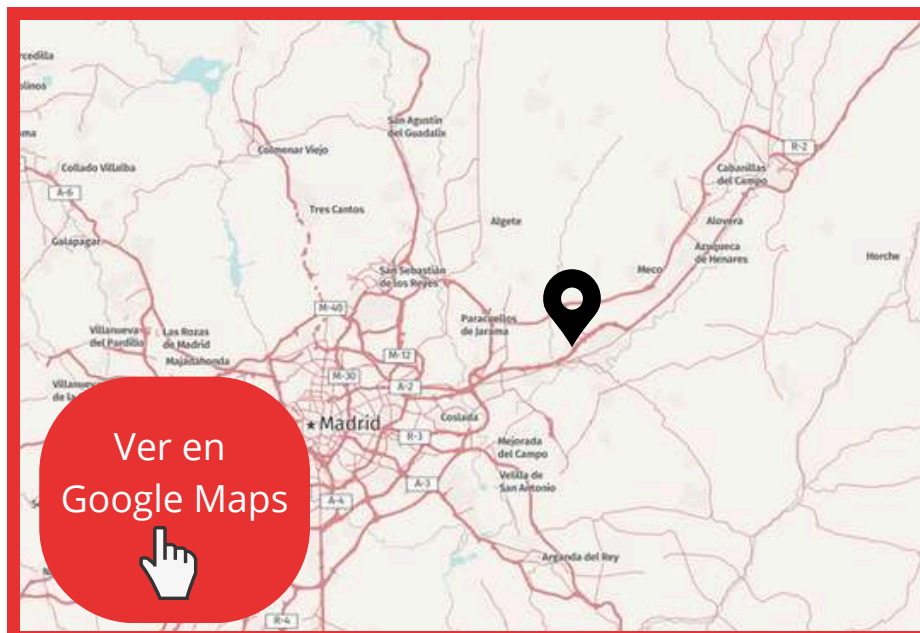 San Agustín
del Guadalix
Colmenar Viejo
R-2
Cabanillas
del Campo
Collado Villalba
A-6
Tres Cantos
Algete
Alovera
Galapagar
Azuqueca
de Henares
Horche
San Sebastián
de los Reyes
Meco
M-40
Paracuellos
de Jarama
Villanueva
del Pardillo
Las Rozas
de Madrid
Majadahonda
M-12
M-30
A-2
Coslada
★Madrid
R-3
Mejorada
del Campo
Velilla de
San Antonio
A-3
A-4
Arganda del Rey
R-4
Ver en
Google Maps